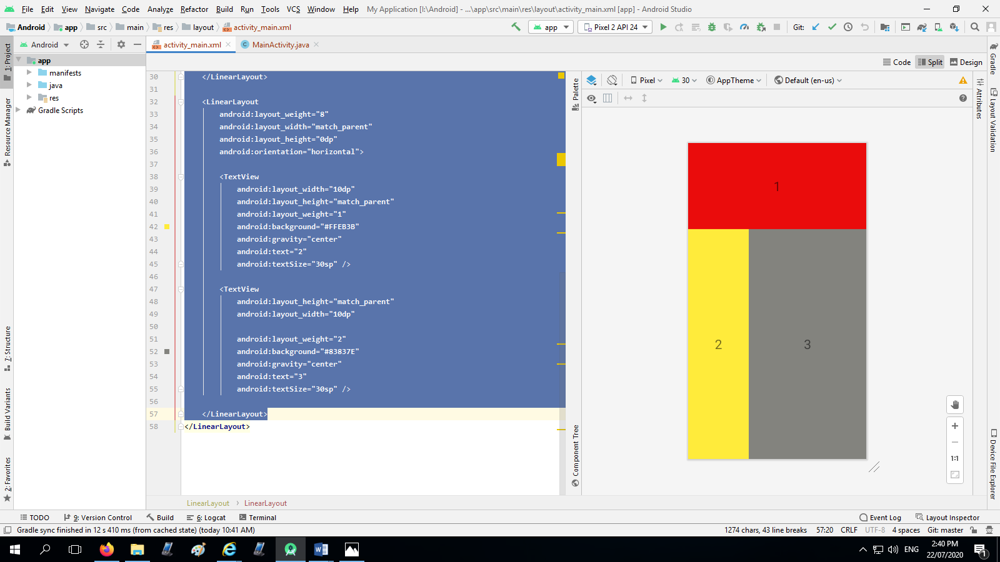 File Edit View Navigate Code Analyze Refactor Build Run Tools VCS Window Help My Application [I:\Android] - ...\app\src\main\res\layout\activity_main.xml [app] - Android Studio
Android app src main res layout activity_main.xml app Pixel 2 API 24 Git:
Android activity_main.xml MainActivity.java
Code Split Design
app
manifests
java
res
Gradle Scripts
1: Project
Resource Manager
7: Structure
Build Variants
2: Favorites
30 </LinearLayout>
31
32 <LinearLayout
33 android:layout_weight="8"
34 android:layout_width="match_parent"
35 android:layout_height="0dp"
36 android:orientation="horizontal">
37
38 <TextView
39 android:layout_width="10dp"
40 android:layout_height="match_parent"
41 android:layout_weight="1"
42 android:background="#FFEB3B"
43 android:gravity="center"
44 android:text="2"
45 android:textSize="30sp" />
46
47 <TextView
48 android:layout_height="match_parent"
49 android:layout_width="10dp"
50
51 android:layout_weight="2"
52 android:background="#83837E"
53 android:gravity="center"
54 android:text="3"
55 android:textSize="30sp" />
56
57 </LinearLayout>
58 </LinearLayout>
Palette
Component Tree
Pixel 30 AppTheme Default (en-us)
1
2 3
1:1
Gradle
Attributes
Layout Validation
Device File Explorer
LinearLayout LinearLayout
TODO 9: Version Control Build 6: Logcat Terminal Event Log Layout Inspector
Gradle sync finished in 12 s 410 ms (from cached state) (today 10:41 AM) 1274 chars, 43 line breaks 57:20 CRLF UTF-8 4 spaces Git: master
ENG 2:40 PM
22/07/2020 1